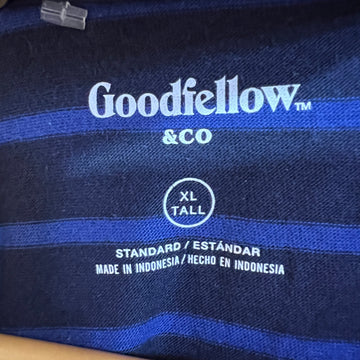 Goodfellow™
&CO
XL
TALL
STANDARD / ESTÁNDAR
MADE IN INDONESIA / HECHO EN INDONESIA